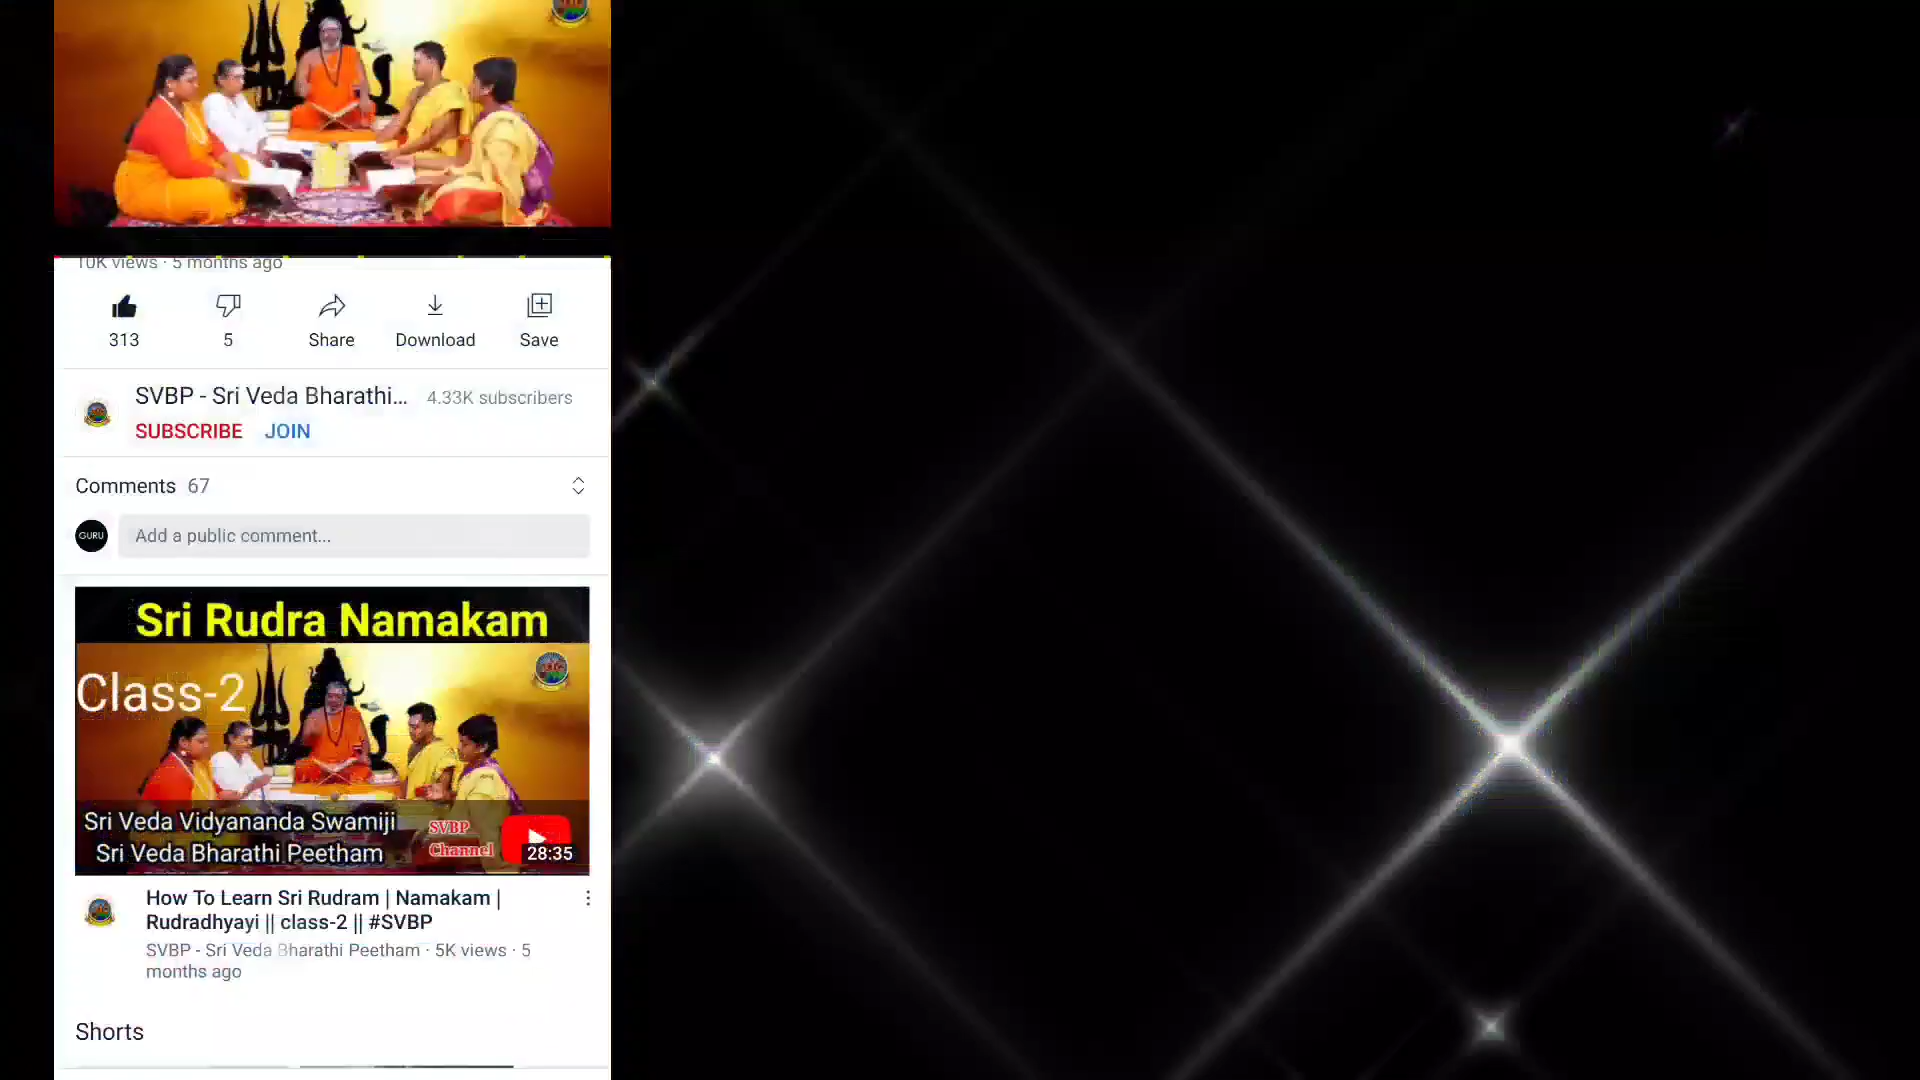 10K views · 5 months ago
313
5
Share
Download
Save
SVBP - Sri Veda Bharathi... 4.33K subscribers
SUBSCRIBE JOIN
Comments 67
GURU
Add a public comment...
Sri Rudra Namakam
Class-2
Sri Veda Vidyananda Swamiji
Sri Veda Bharathi Peetham
SVBP
Channel
28:35
How To Learn Sri Rudram | Namakam |
Rudradhyayi || class-2 || #SVBP
SVBP - Sri Veda Bharathi Peetham · 5K views · 5
months ago
Shorts